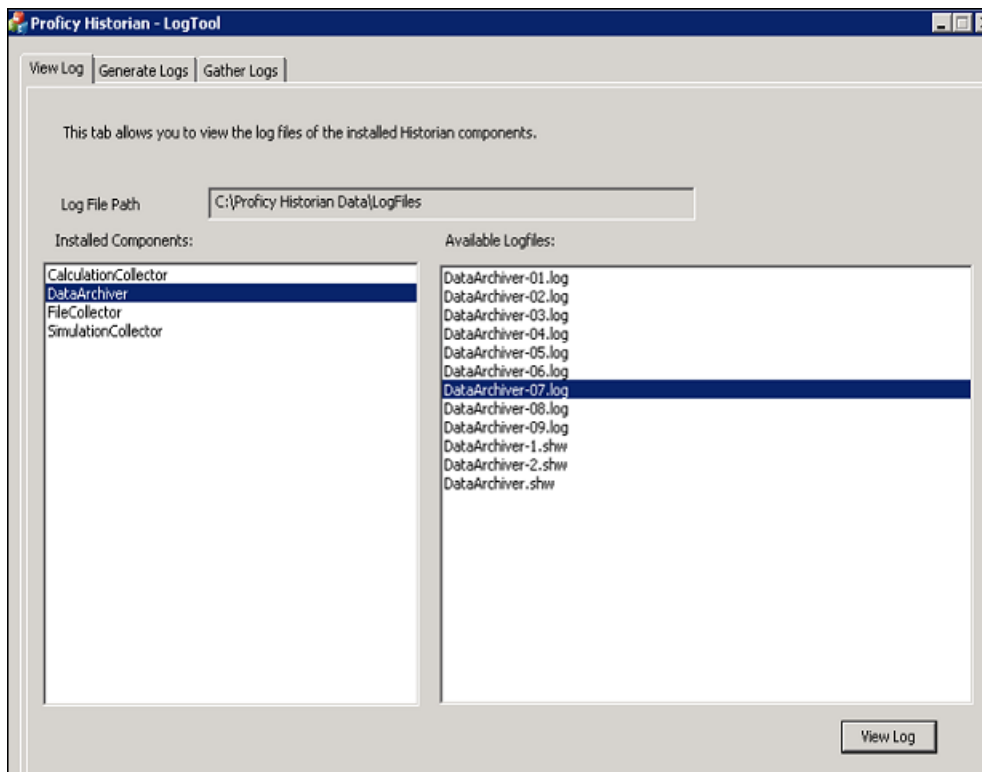 Proficy Historian - LogTool
View Log Generate Logs Gather Logs
This tab allows you to view the log files of the installed Historian components.
Log File Path C:\Proficy Historian Data\LogFiles
Installed Components:
CalculationCollector
DataArchiver
FileCollector
SimulationCollector
Available Logfiles:
DataArchiver-01.log
DataArchiver-02.log
DataArchiver-03.log
DataArchiver-04.log
DataArchiver-05.log
DataArchiver-06.log
DataArchiver-07.log
DataArchiver-08.log
DataArchiver-09.log
DataArchiver-1.shw
DataArchiver-2.shw
DataArchiver.shw
View Log